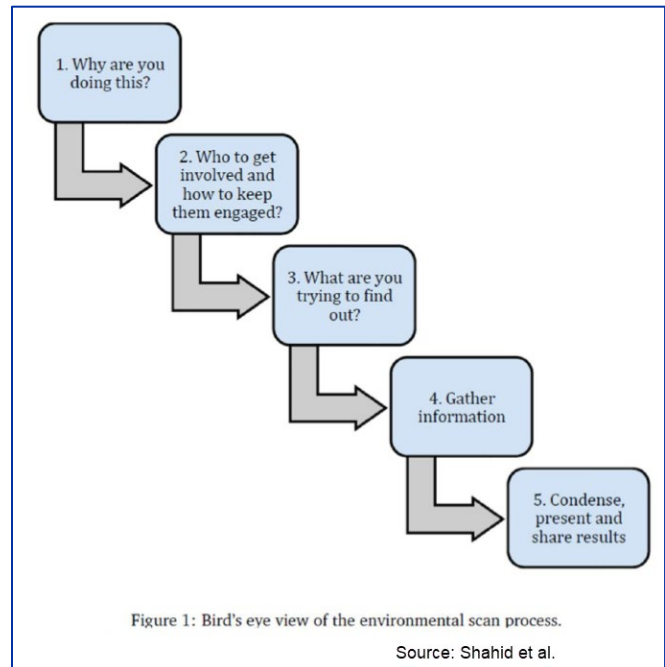 1. Why are you
doing this?
2. Who to get
involved and
how to keep
them engaged?
3. What are you
trying to find
out?
4. Gather
information
5. Condense,
present and
share results
Figure 1: Bird's eye view of the environmental scan process.
Source: Shahid et al.